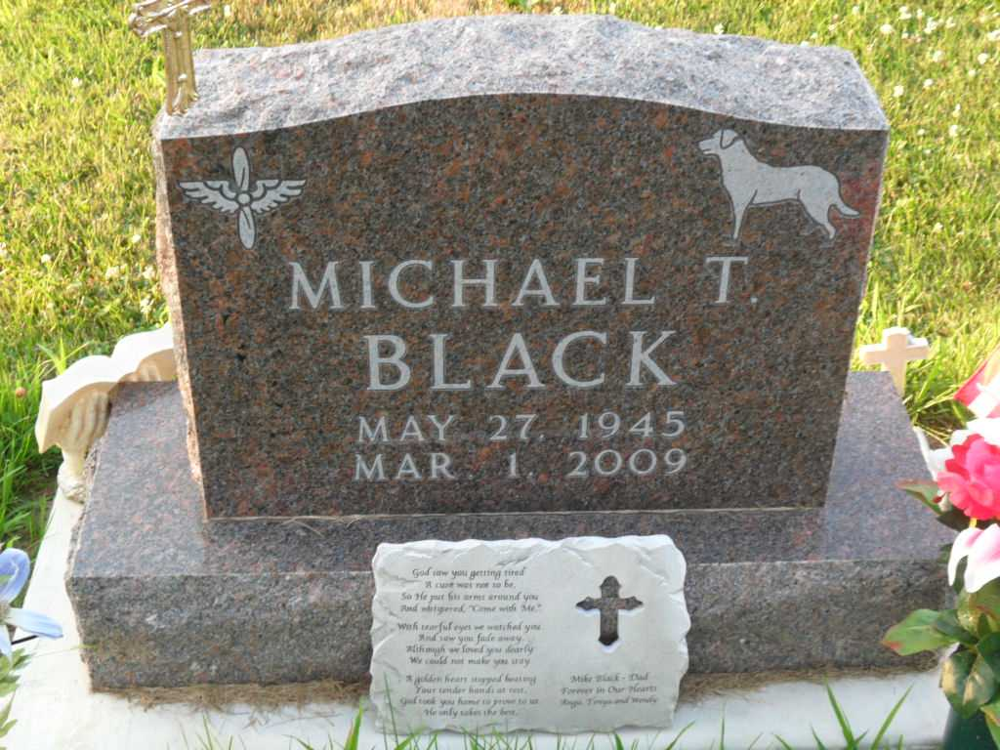 MICHAEL T.
BLACK
MAY 27, 1945
MAR. 1, 2009
God saw you getting tired
A cure was not to be,
So He put his arms around you
And whispered, "Come with Me."
With tearful eyes we watched you
And saw you fade away.
Although we loved you dearly
We could not make you stay.
A golden heart stopped beating
Your tender hands at rest.
God took you home to prove to us
He only takes the best.
Mike Black - Dad
Forever in Our Hearts
Tonya and Wendy